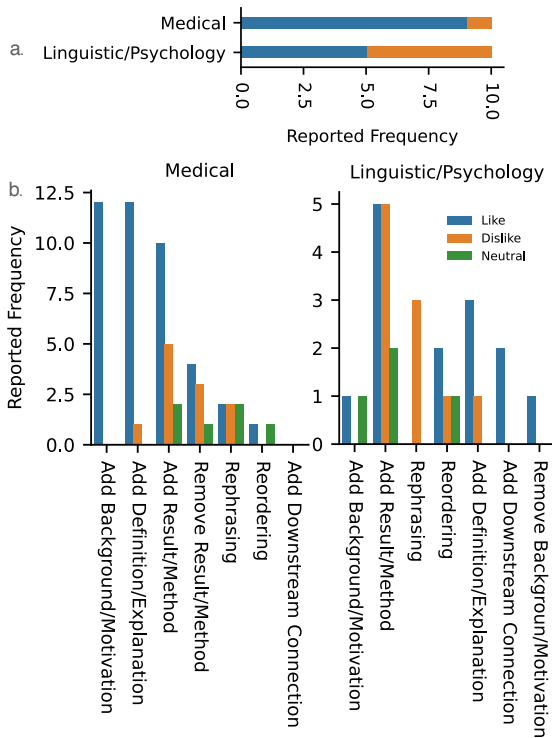 a.
Medical
Linguistic/Psychology
0.0
2.5
5.0
7.5
10.0
Reported Frequency
b.
Medical
Reported Frequency
12.5
10.0
7.5
5.0
2.5
0.0
Add Background/Motivation
Add Definition/Explanation
Add Result/Method
Remove Result/Method
Rephrasing
Reordering
Add Downstream Connection
Linguistic/Psychology
5
4
3
2
1
0
Like
Dislike
Neutral
Add Background/Motivation
Add Result/Method
Rephrasing
Reordering
Add Definition/Explanation
Add Downstream Connection
Remove Backgroun/Motivation